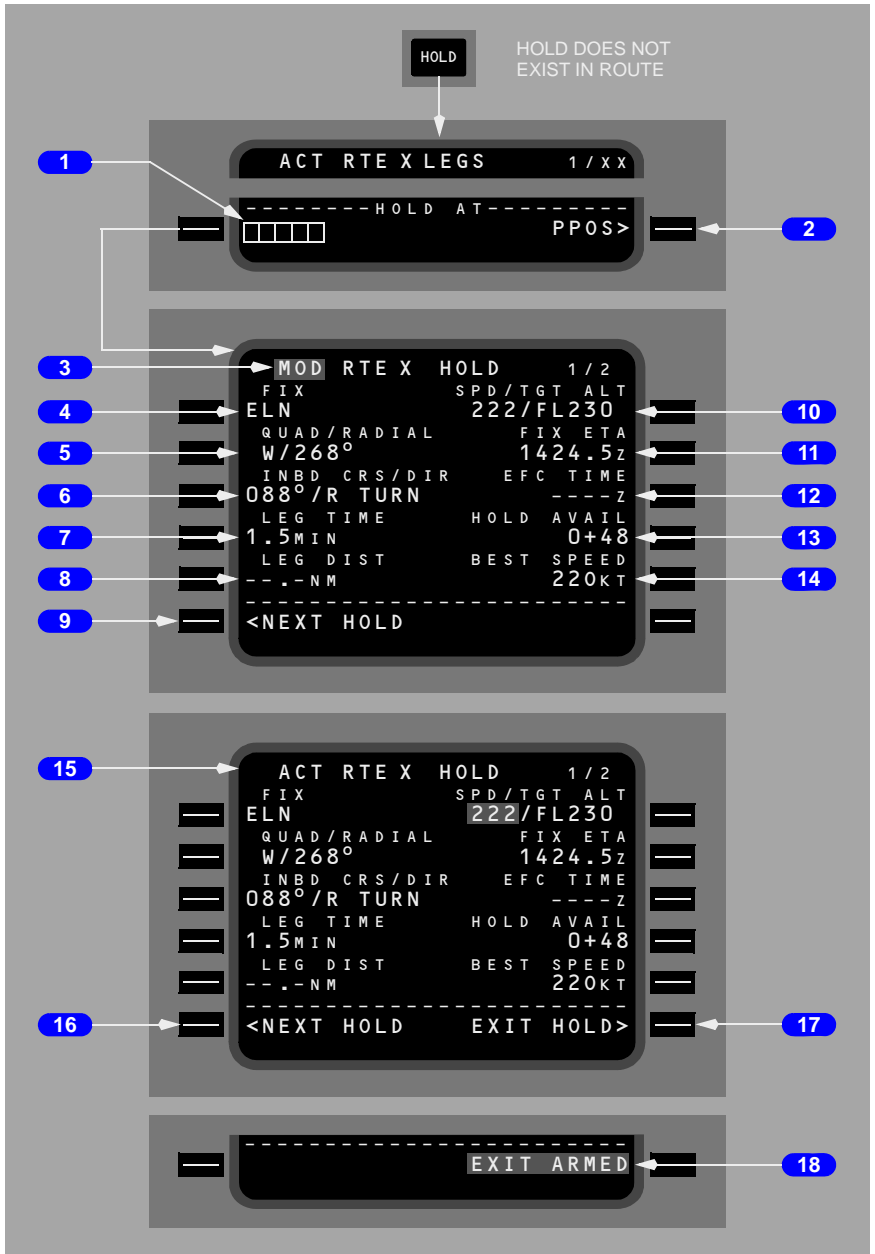 HOLD
HOLD DOES NOT
EXIST IN ROUTE
1
ACT RTE X LEGS 1/XX
--------HOLD AT---------
PPOS>
2
3
MOD RTE X HOLD 1/2
FIX SPD/TGT ALT
4
ELN 222/FL230
10
QUAD/RADIAL FIX ETA
5
W/268° 1424.5z
11
INBD CRS/DIR EFC TIME
6
088°/R TURN ----z
12
LEG TIME HOLD AVAIL
7
1.5MIN 0+48
13
LEG DIST BEST SPEED
8
--.-NM 220KT
14
------------------------
9
<NEXT HOLD
15
ACT RTE X HOLD 1/2
FIX SPD/TGT ALT
ELN 222/FL230
QUAD/RADIAL FIX ETA
W/268° 1424.5z
INBD CRS/DIR EFC TIME
088°/R TURN ----z
LEG TIME HOLD AVAIL
1.5MIN 0+48
LEG DIST BEST SPEED
--.-NM 220KT
------------------------
16
<NEXT HOLD EXIT HOLD>
17
------------------------
EXIT ARMED
18